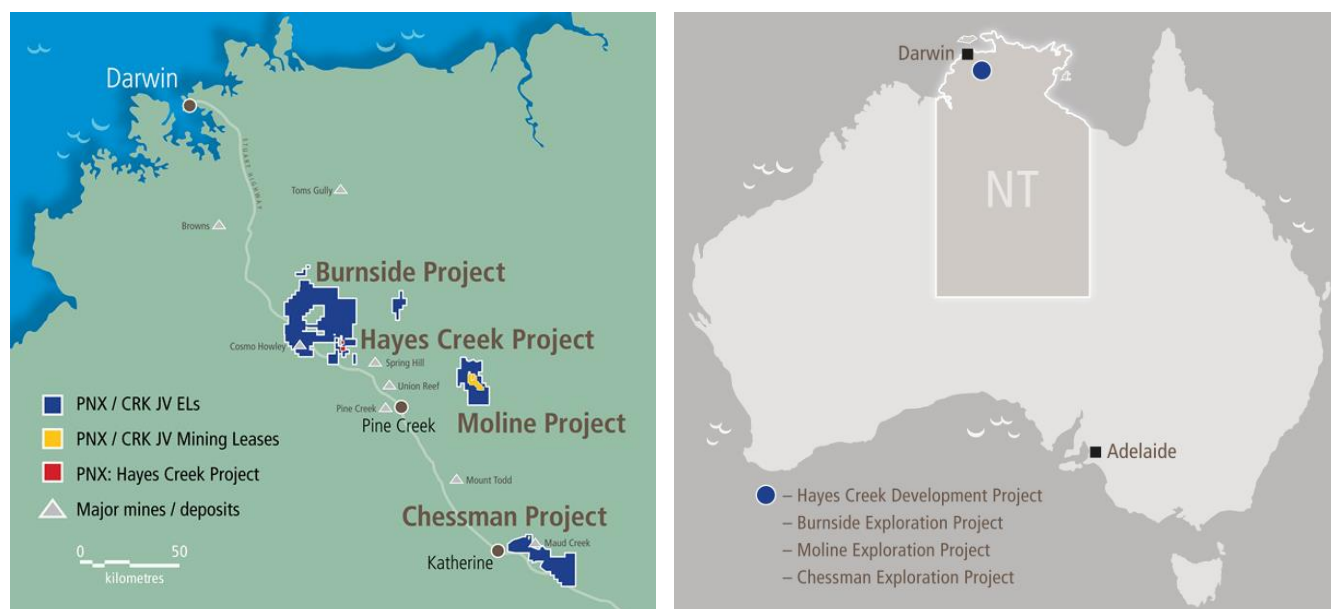 Darwin
STUART HIGHWAY
Toms Gully
Browns
Burnside Project
Hayes Creek Project
Cosmo Howley
Spring Hill
Union Reef
Pine Creek
Pine Creek
Moline Project
Mount Todd
Chessman Project
Maud Creek
Katherine
PNX / CRK JV ELs
PNX / CRK JV Mining Leases
PNX: Hayes Creek Project
Major mines / deposits
0 50
kilometres
Darwin
NT
Adelaide
– Hayes Creek Development Project
– Burnside Exploration Project
– Moline Exploration Project
– Chessman Exploration Project